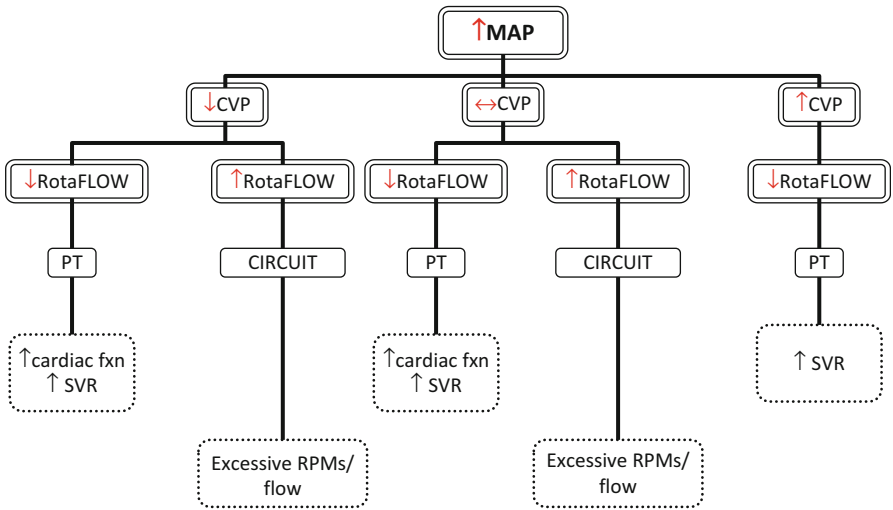 ↑MAP
↓CVP
↔CVP
↑CVP
↓RotaFLOW
↑RotaFLOW
↓RotaFLOW
↑RotaFLOW
↓RotaFLOW
PT
CIRCUIT
PT
CIRCUIT
PT
↑cardiac fxn
↑ SVR
↑cardiac fxn
↑ SVR
↑ SVR
Excessive RPMs/
flow
Excessive RPMs/
flow